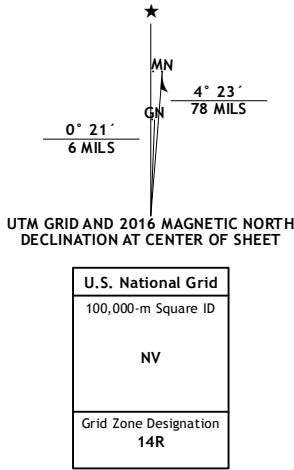 ★
MN
GN
4° 23´
78 MILS
0° 21´
6 MILS
UTM GRID AND 2016 MAGNETIC NORTH
DECLINATION AT CENTER OF SHEET
U.S. National Grid
100,000-m Square ID
NV
Grid Zone Designation
14R